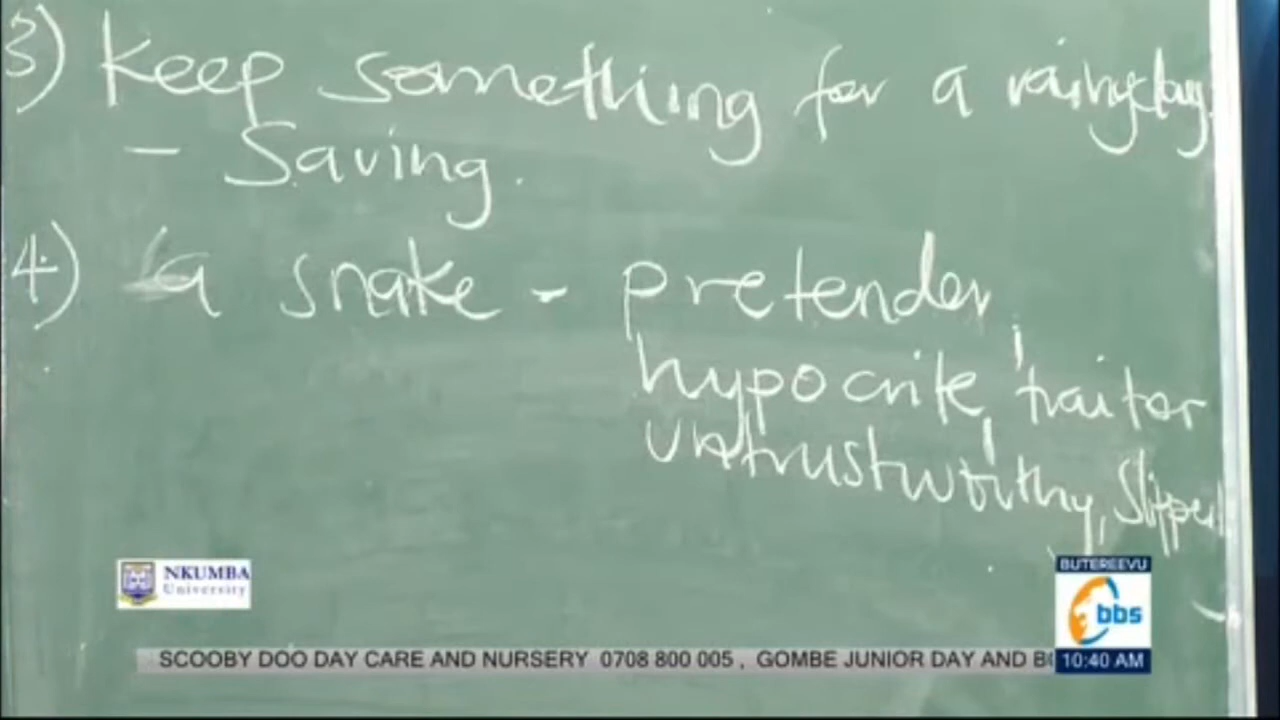 3) Keep something for a rainy day.
- Saving.
4) a snake - pretender,
hypocrite, traitor
untrustworthy,
NKUMBA
University
BUTEREEVU
bbs
10:40 AM
SCOOBY DOO DAY CARE AND NURSERY 0708 800 005 , GOMBE JUNIOR DAY AND